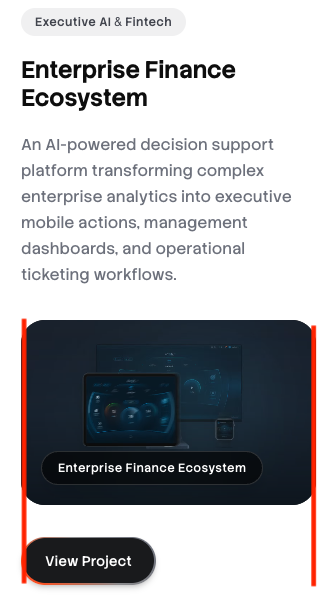 Executive AI & Fintech
Enterprise Finance
Ecosystem
An AI-powered decision support
platform transforming complex
enterprise analytics into executive
mobile actions, management
dashboards, and operational
ticketing workflows.
Enterprise Finance Ecosystem
View Project